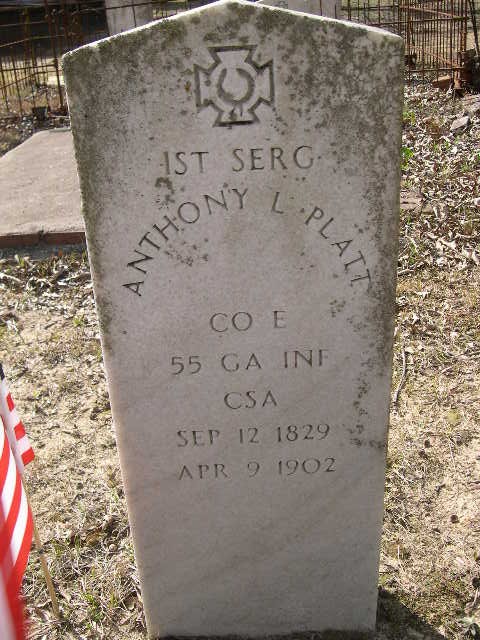 1ST SERG
ANTHONY L PLATT
CO E
55 GA INF
CSA
SEP 12 1829
APR 9 1902